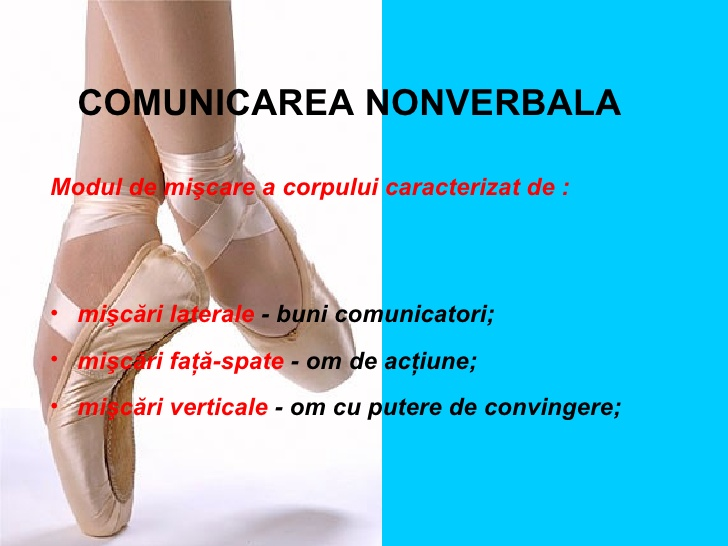 COMUNICAREA NONVERBALA
Modul de mişcare a corpului caracterizat de :
• mişcări laterale - buni comunicatori;
• mişcări faţă-spate - om de acţiune;
• mişcări verticale - om cu putere de convingere;